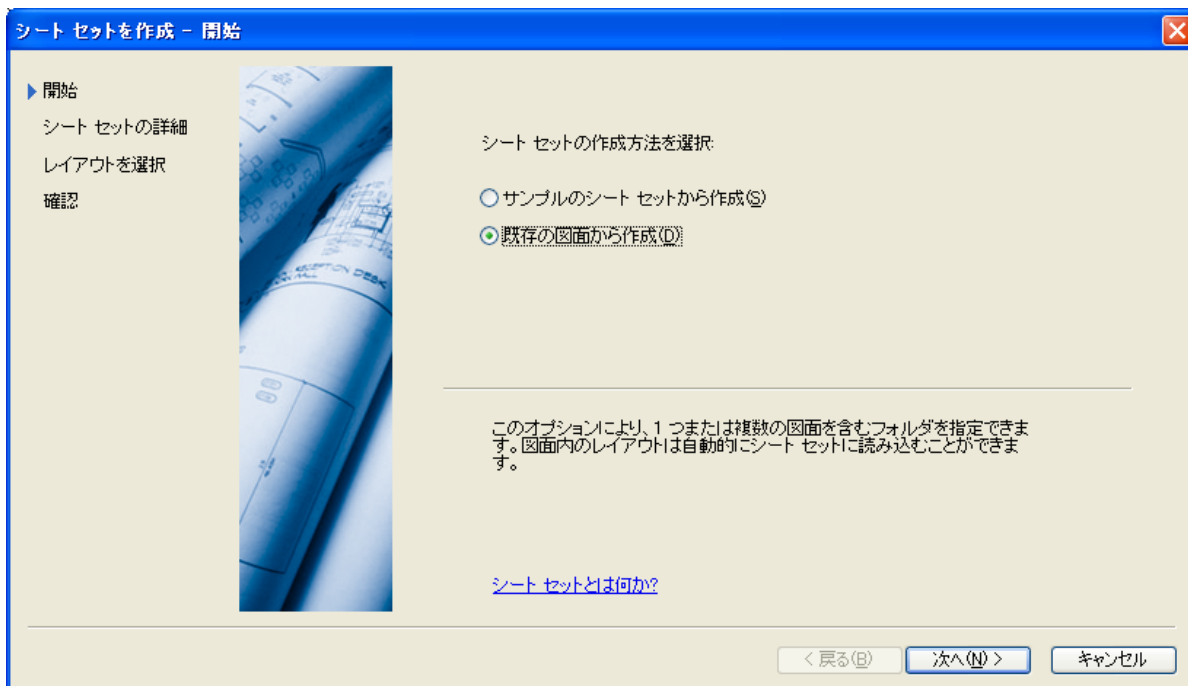 シート セットを作成 - 開始
開始
シート セットの詳細
レイアウトを選択
確認
RECEPTION DESK
シート セットの作成方法を選択:
サンプルのシート セットから作成(S)
既存の図面から作成(D)
このオプションにより、1 つまたは複数の図面を含むフォルダを指定できま
す。図面内のレイアウトは自動的にシート セットに読み込むことができま
す。
シート セットとは何か?
< 戻る(B)
次へ(N) >
キャンセル